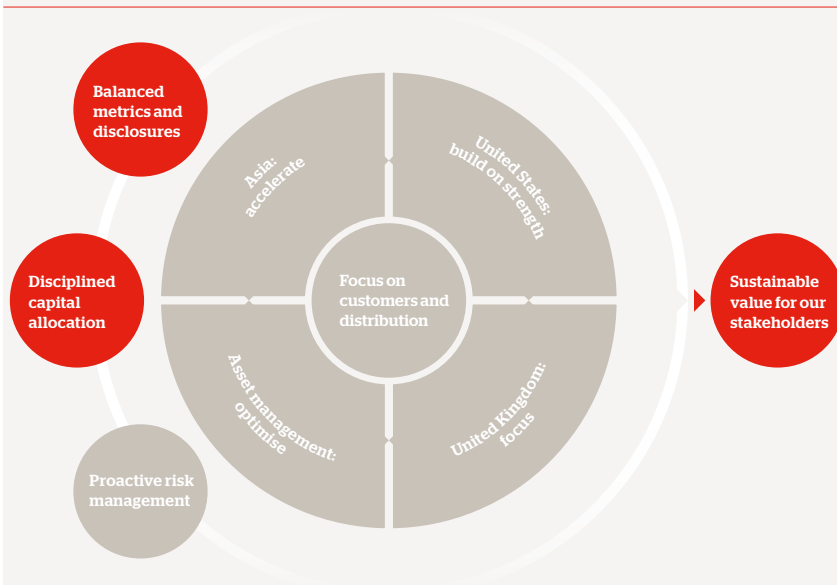 Balanced
metrics and
disclosures
Asia:
accelerate
United States:
build on strength
Disciplined
capital
allocation
Focus on
customers and
distribution
Sustainable
value for our
stakeholders
Asset management:
optimise
United Kingdom:
focus
Proactive risk
management